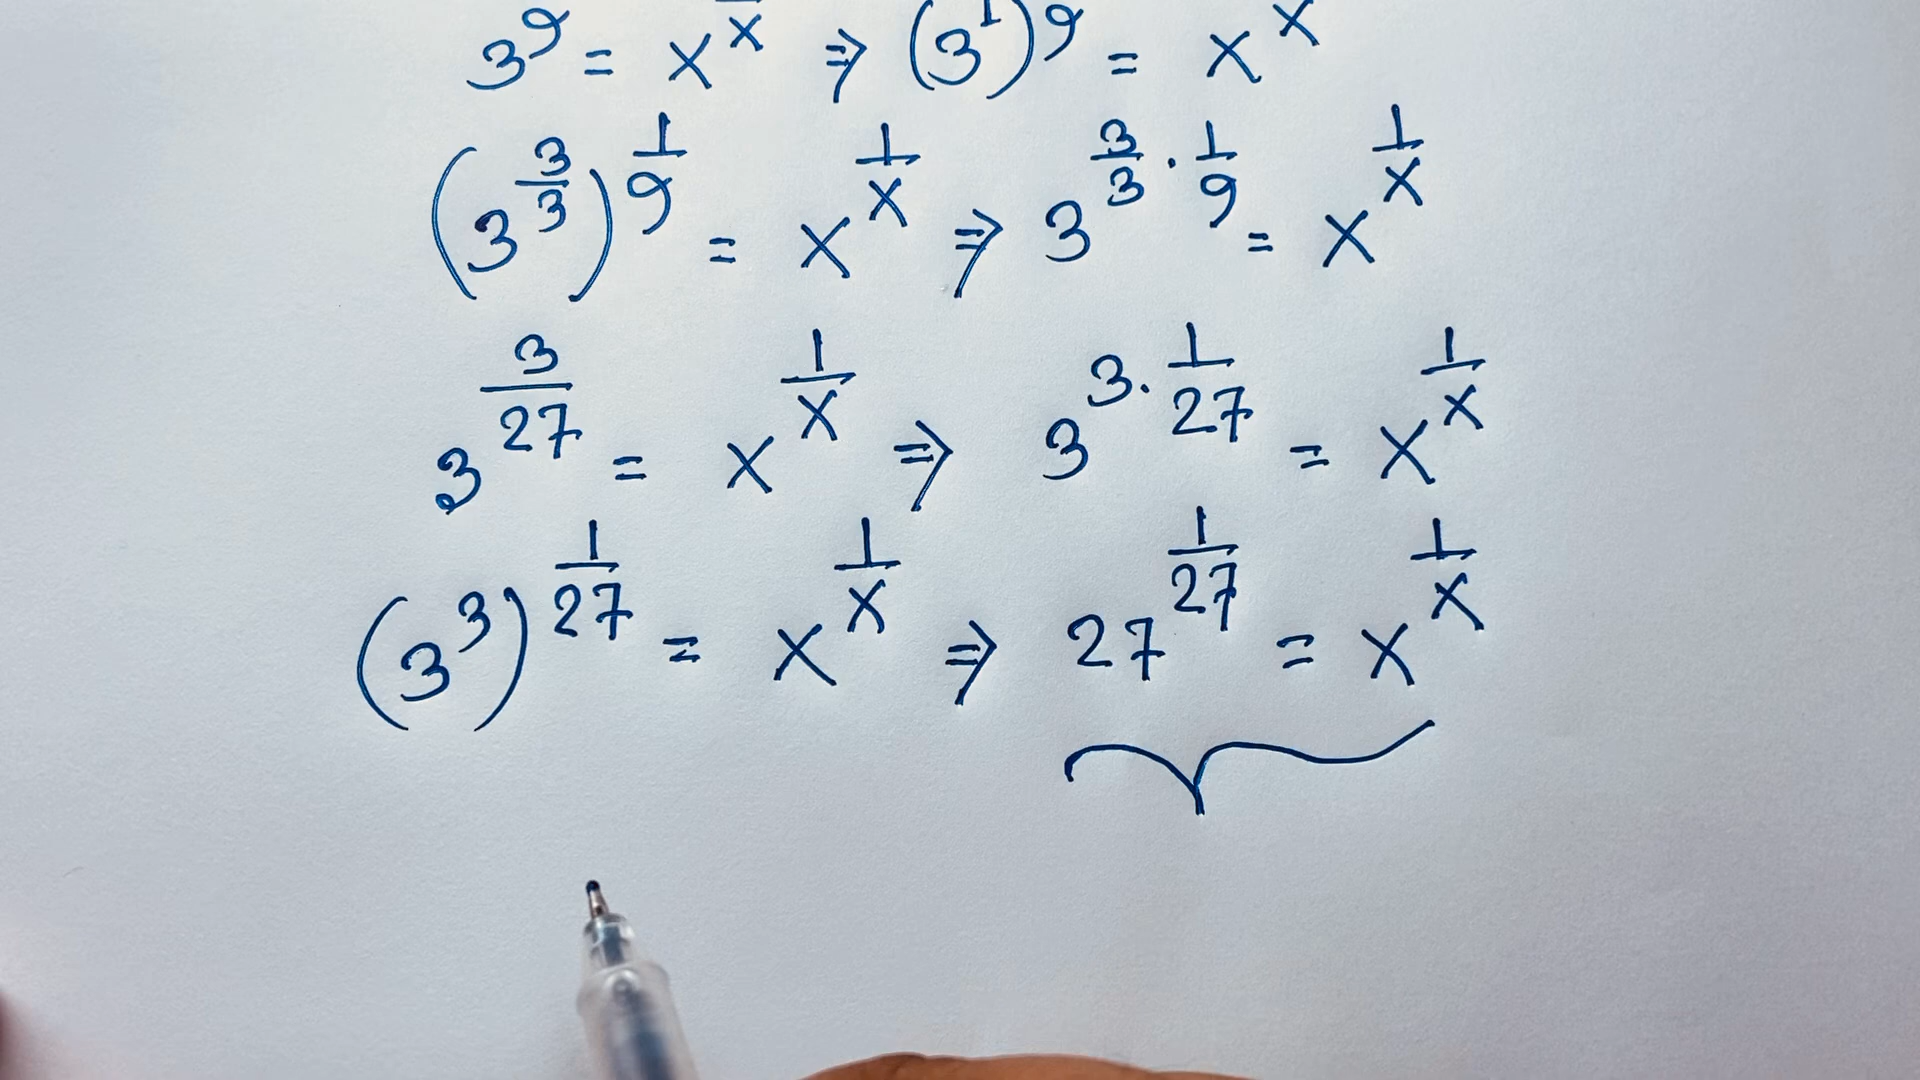 3^9 = x^(1/x) ⇒ (3^1)^9 = x^x
(3^(3/3))^(1/9) = x^(1/x) ⇒ 3^(3/3 · 1/9) = x^(1/x)
3^(3/27) = x^(1/x) ⇒ 3^(3 · 1/27) = x^(1/x)
(3^3)^(1/27) = x^(1/x) ⇒ 27^(1/27) = x^(1/x)